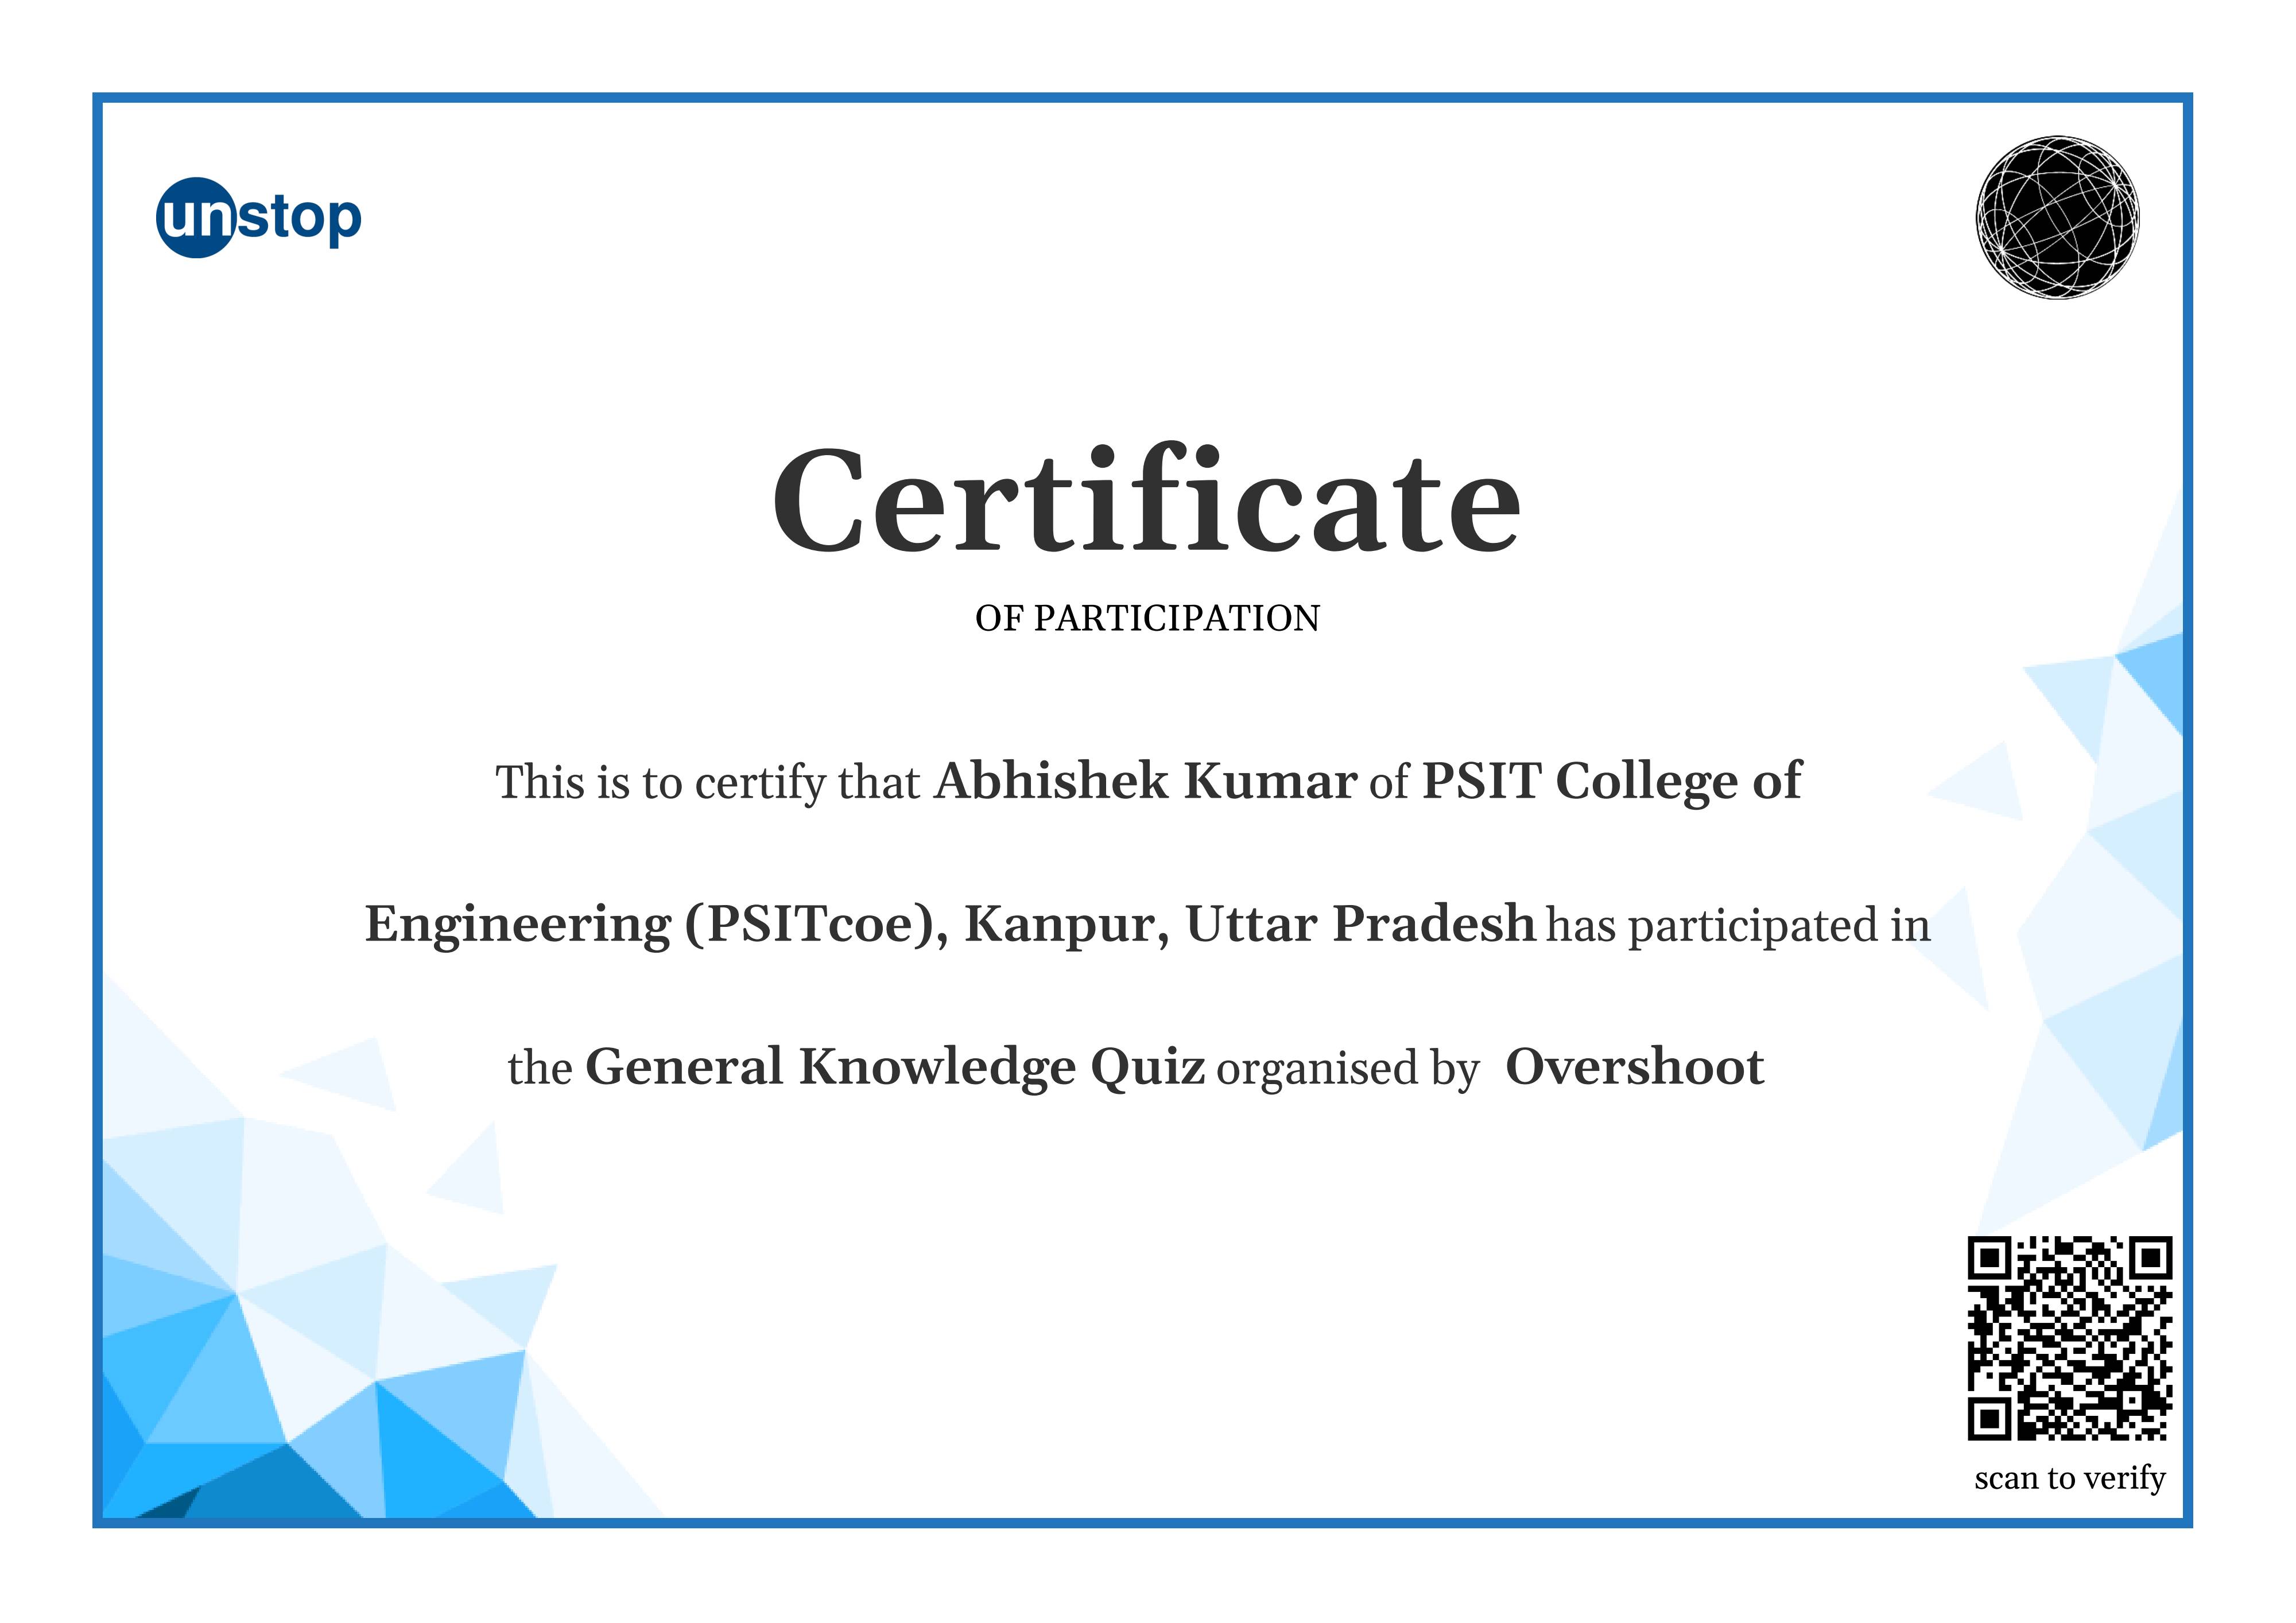 unstop
Certificate
OF PARTICIPATION
This is to certify that Abhishek Kumar of PSIT College of
Engineering (PSITcoe), Kanpur, Uttar Pradesh has participated in
the General Knowledge Quiz organised by Overshoot
scan to verify